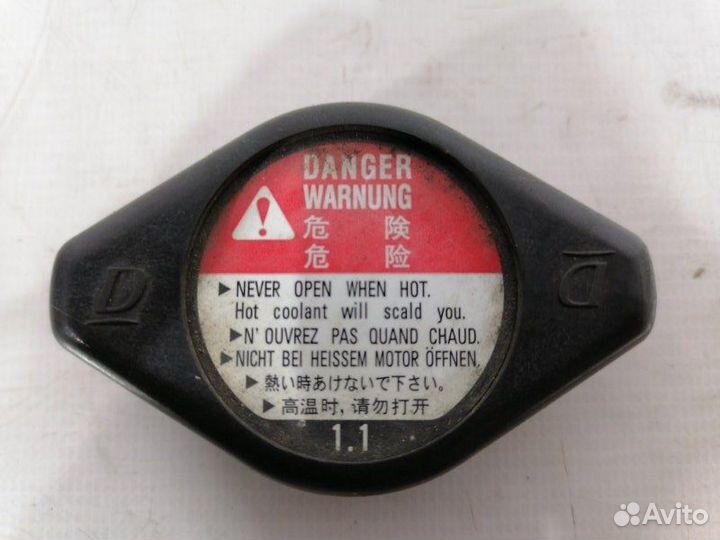 DANGER
WARNUNG
危 険
危 险
▶NEVER OPEN WHEN HOT.
Hot coolant will scald you.
▶N' OUVREZ PAS QUAND CHAUD.
▶NICHT BEI HEISSEM MOTOR ÖFFNEN.
▶熱い時あけないで下さい。
▶高温时,请勿打开
1.1
D
D
Avito